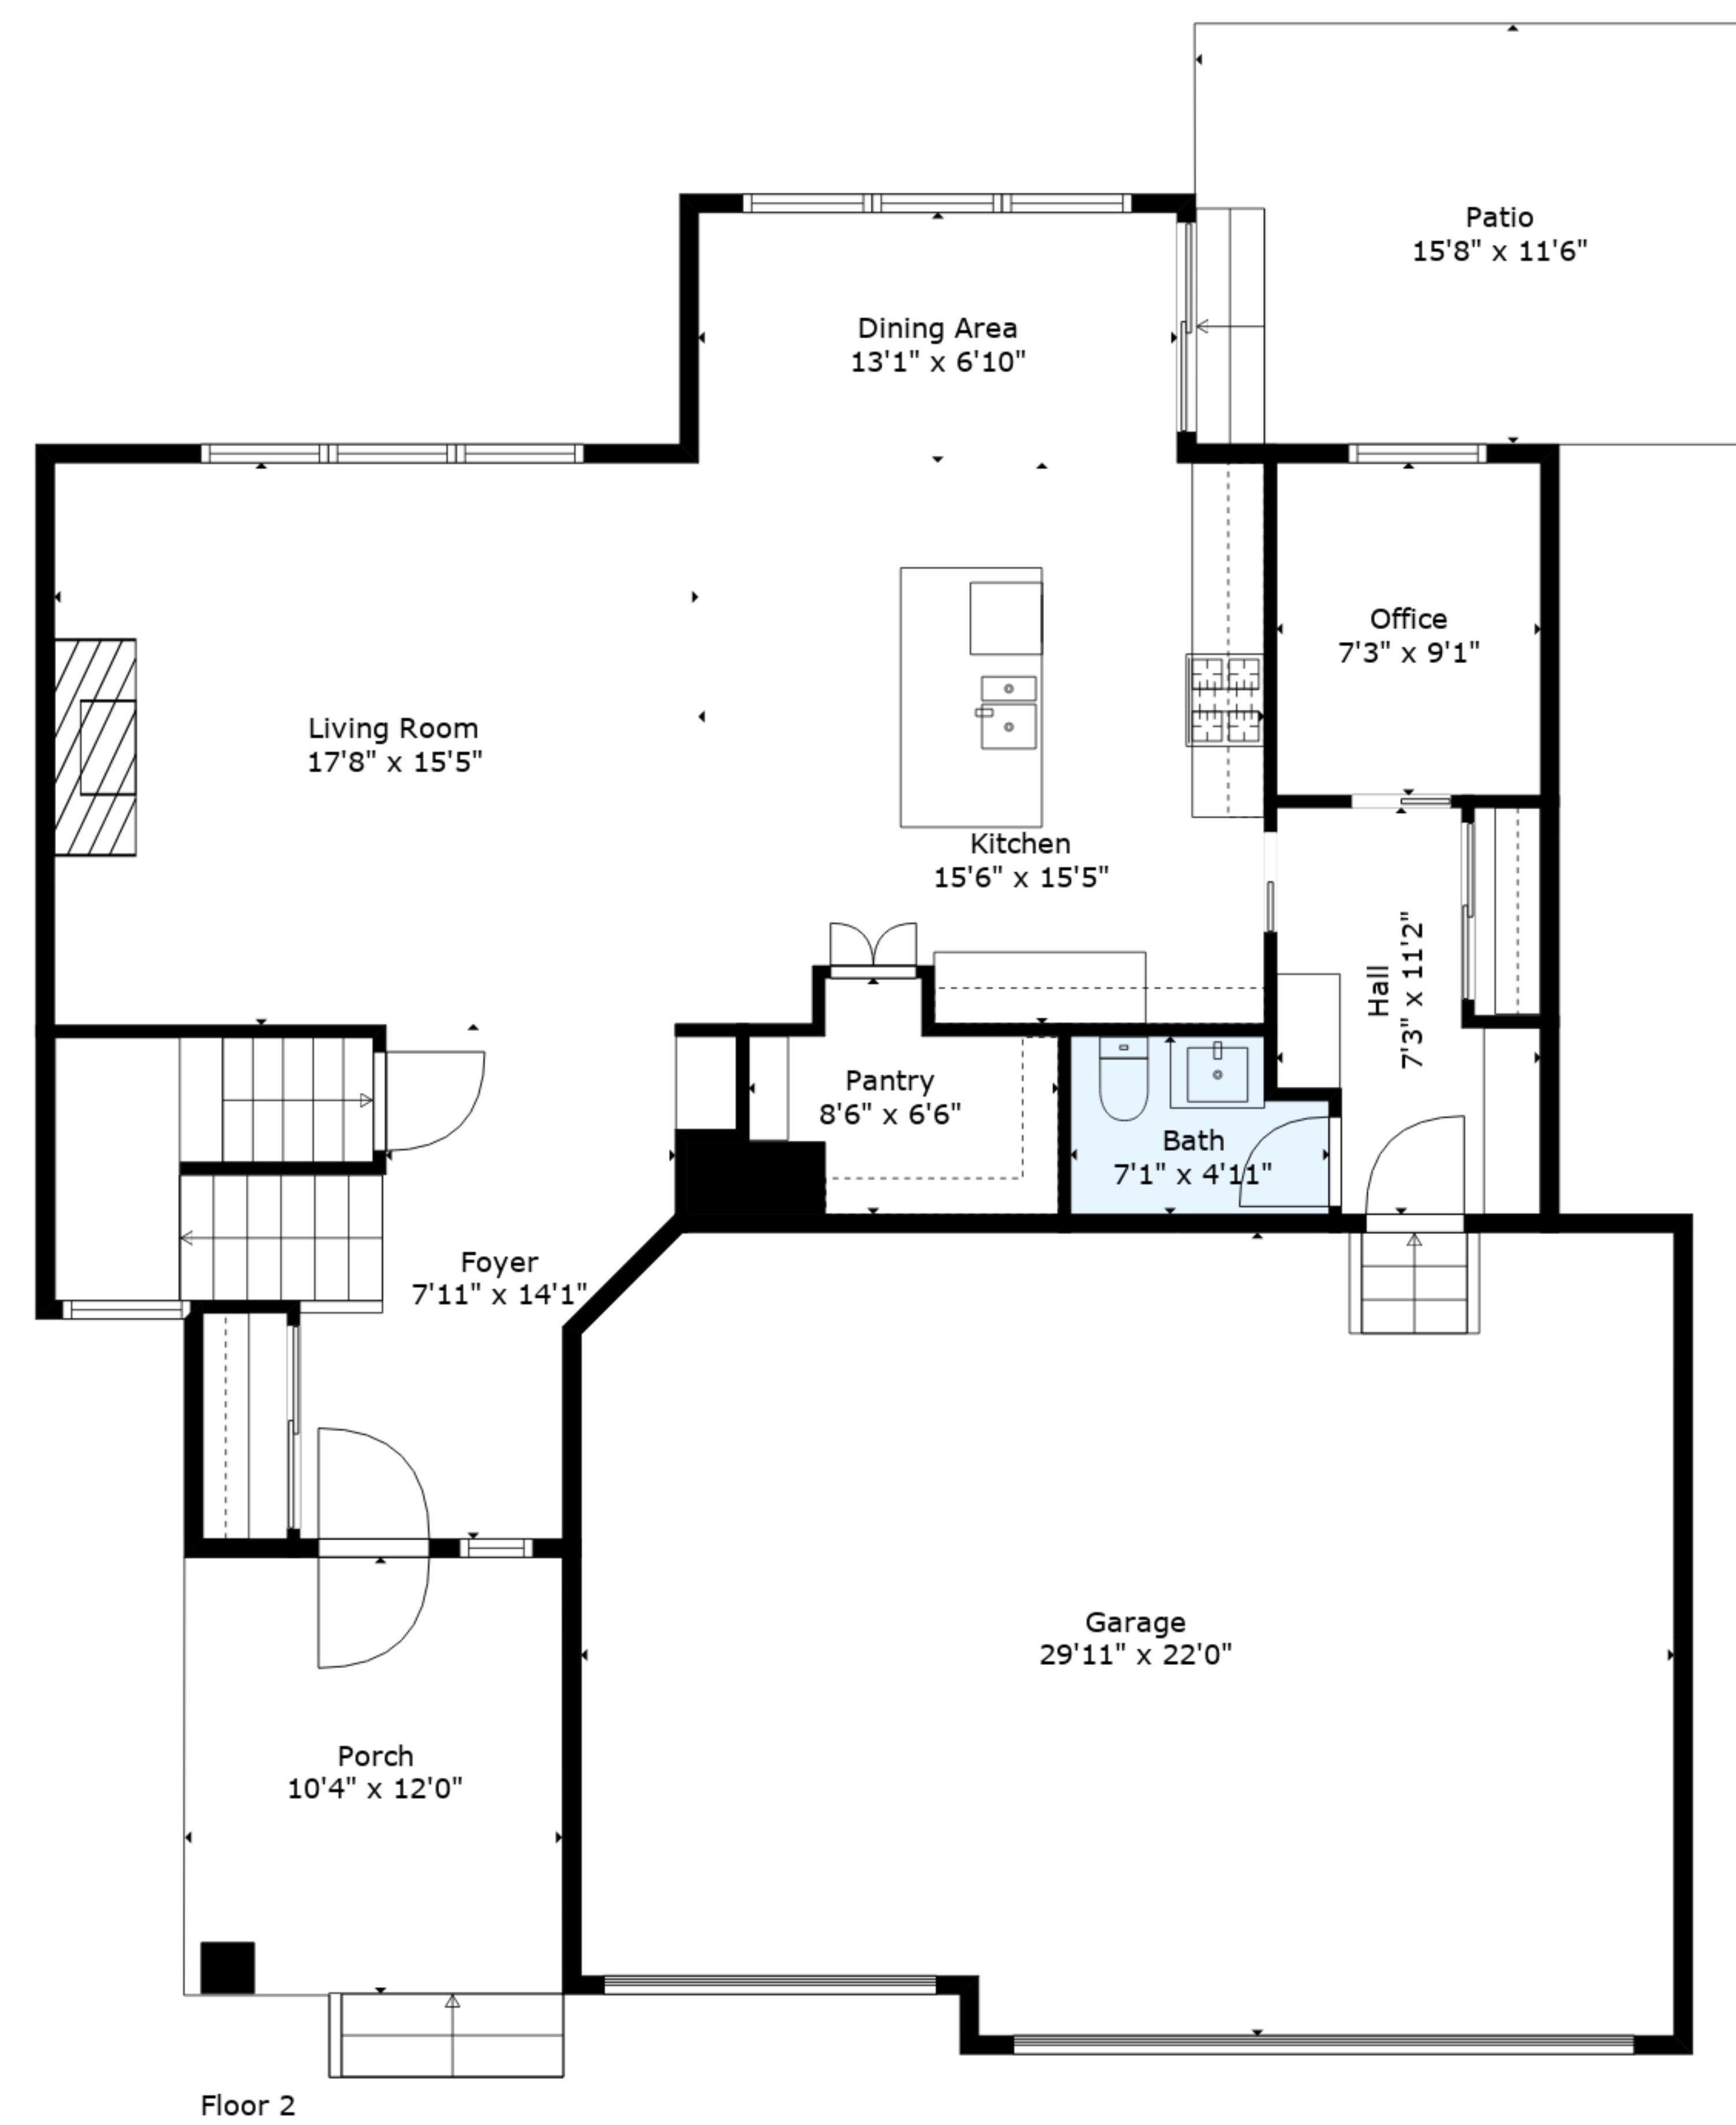 Patio
15'8" x 11'6"
Dining Area
13'1" x 6'10"
Office
7'3" x 9'1"
Living Room
17'8" x 15'5"
Kitchen
15'6" x 15'5"
Hall
7'3" x 11'2"
Pantry
8'6" x 6'6"
Bath
7'1" x 4'11"
Foyer
7'11" x 14'1"
Garage
29'11" x 22'0"
Porch
10'4" x 12'0"
Floor 2